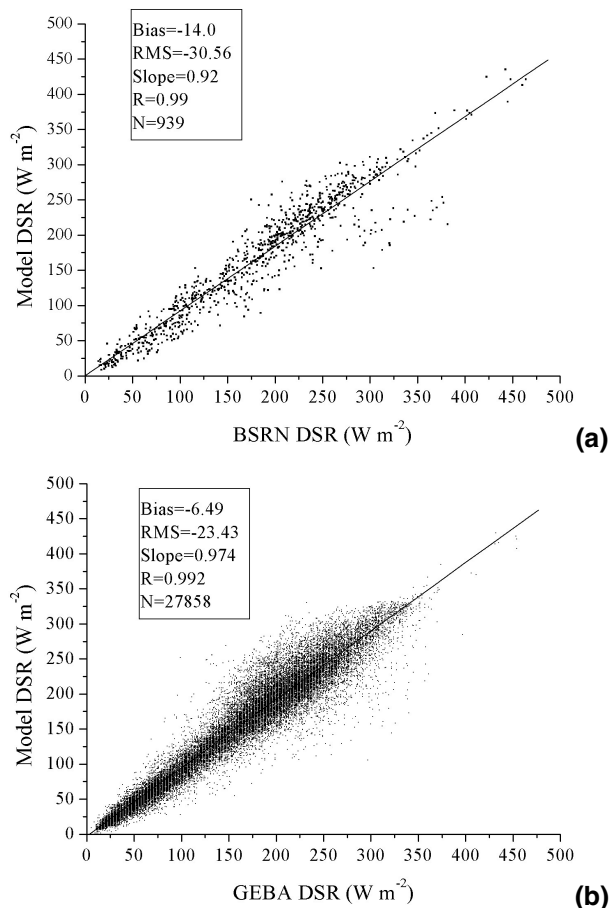 Bias=-14.0
RMS=-30.56
Slope=0.92
R=0.99
N=939
Model DSR (W m⁻²)
500
450
400
350
300
250
200
150
100
50
0
0 50 100 150 200 250 300 350 400 450 500
BSRN DSR (W m⁻²)
(a)
Bias=-6.49
RMS=-23.43
Slope=0.974
R=0.992
N=27858
Model DSR (W m⁻²)
500
450
400
350
300
250
200
150
100
50
0
0 50 100 150 200 250 300 350 400 450 500
GEBA DSR (W m⁻²)
(b)